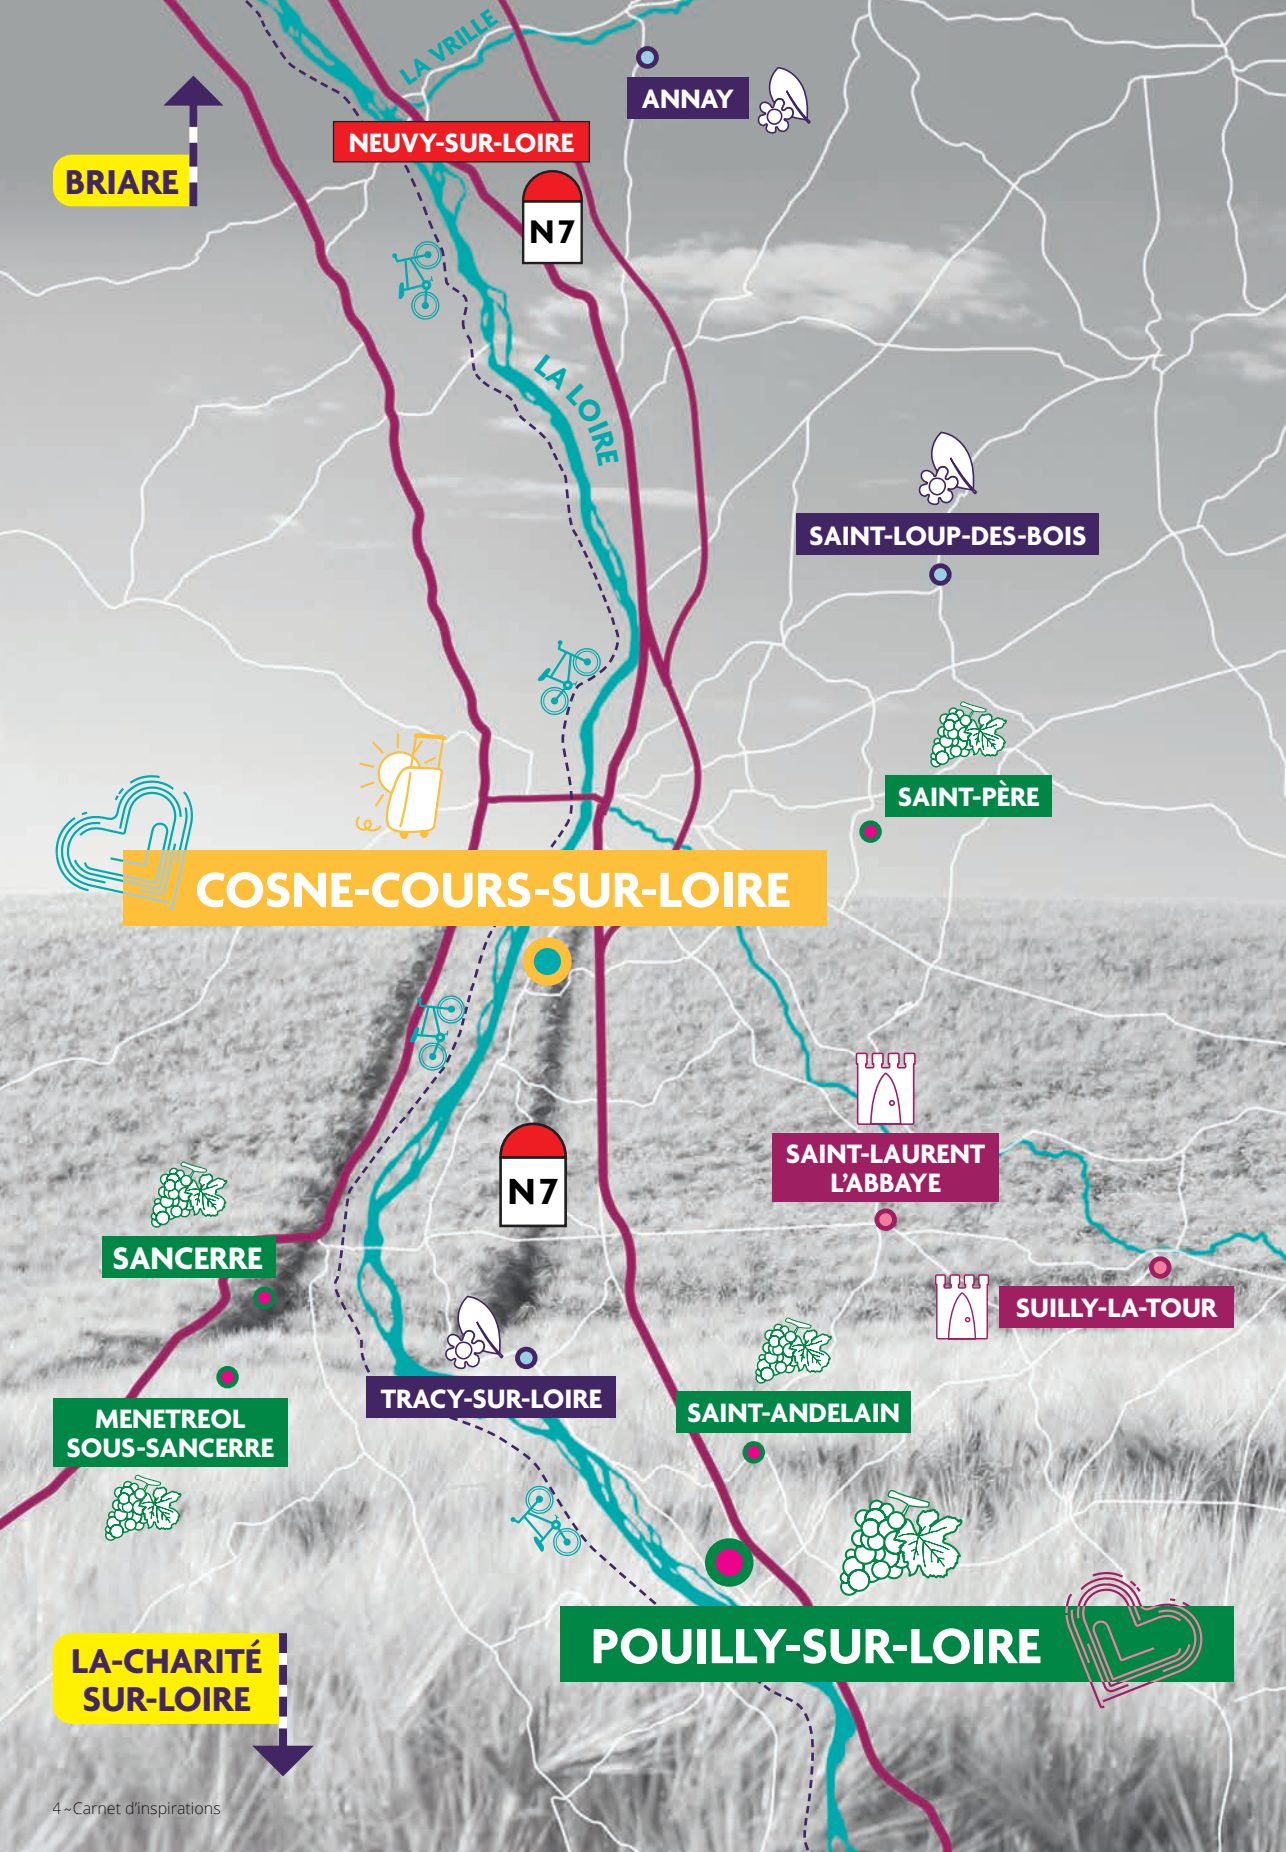 LA VRILLE
ANNAY
NEUVY-SUR-LOIRE
BRIARE
N7
LA LOIRE
SAINT-LOUP-DES-BOIS
SAINT-PÈRE
COSNE-COURS-SUR-LOIRE
SAINT-LAURENT
L'ABBAYE
N7
SANCERRE
SUILLY-LA-TOUR
TRACY-SUR-LOIRE
SAINT-ANDELAIN
MENETREOL
SOUS-SANCERRE
POUILLY-SUR-LOIRE
LA-CHARITÉ
SUR-LOIRE
4 ~Carnet d'inspirations